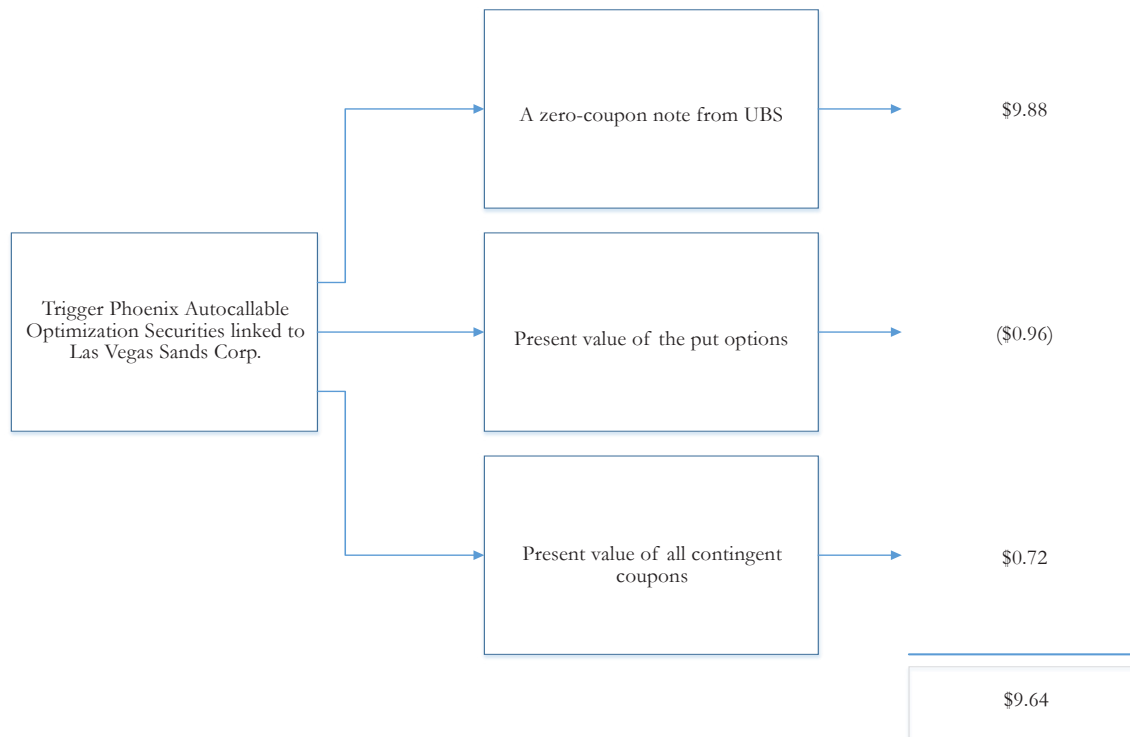 A zero-coupon note from UBS
$9.88
Trigger Phoenix Autocallable
Optimization Securities linked to
Las Vegas Sands Corp.
Present value of the put options
($0.96)
Present value of all contingent
coupons
$0.72
$9.64